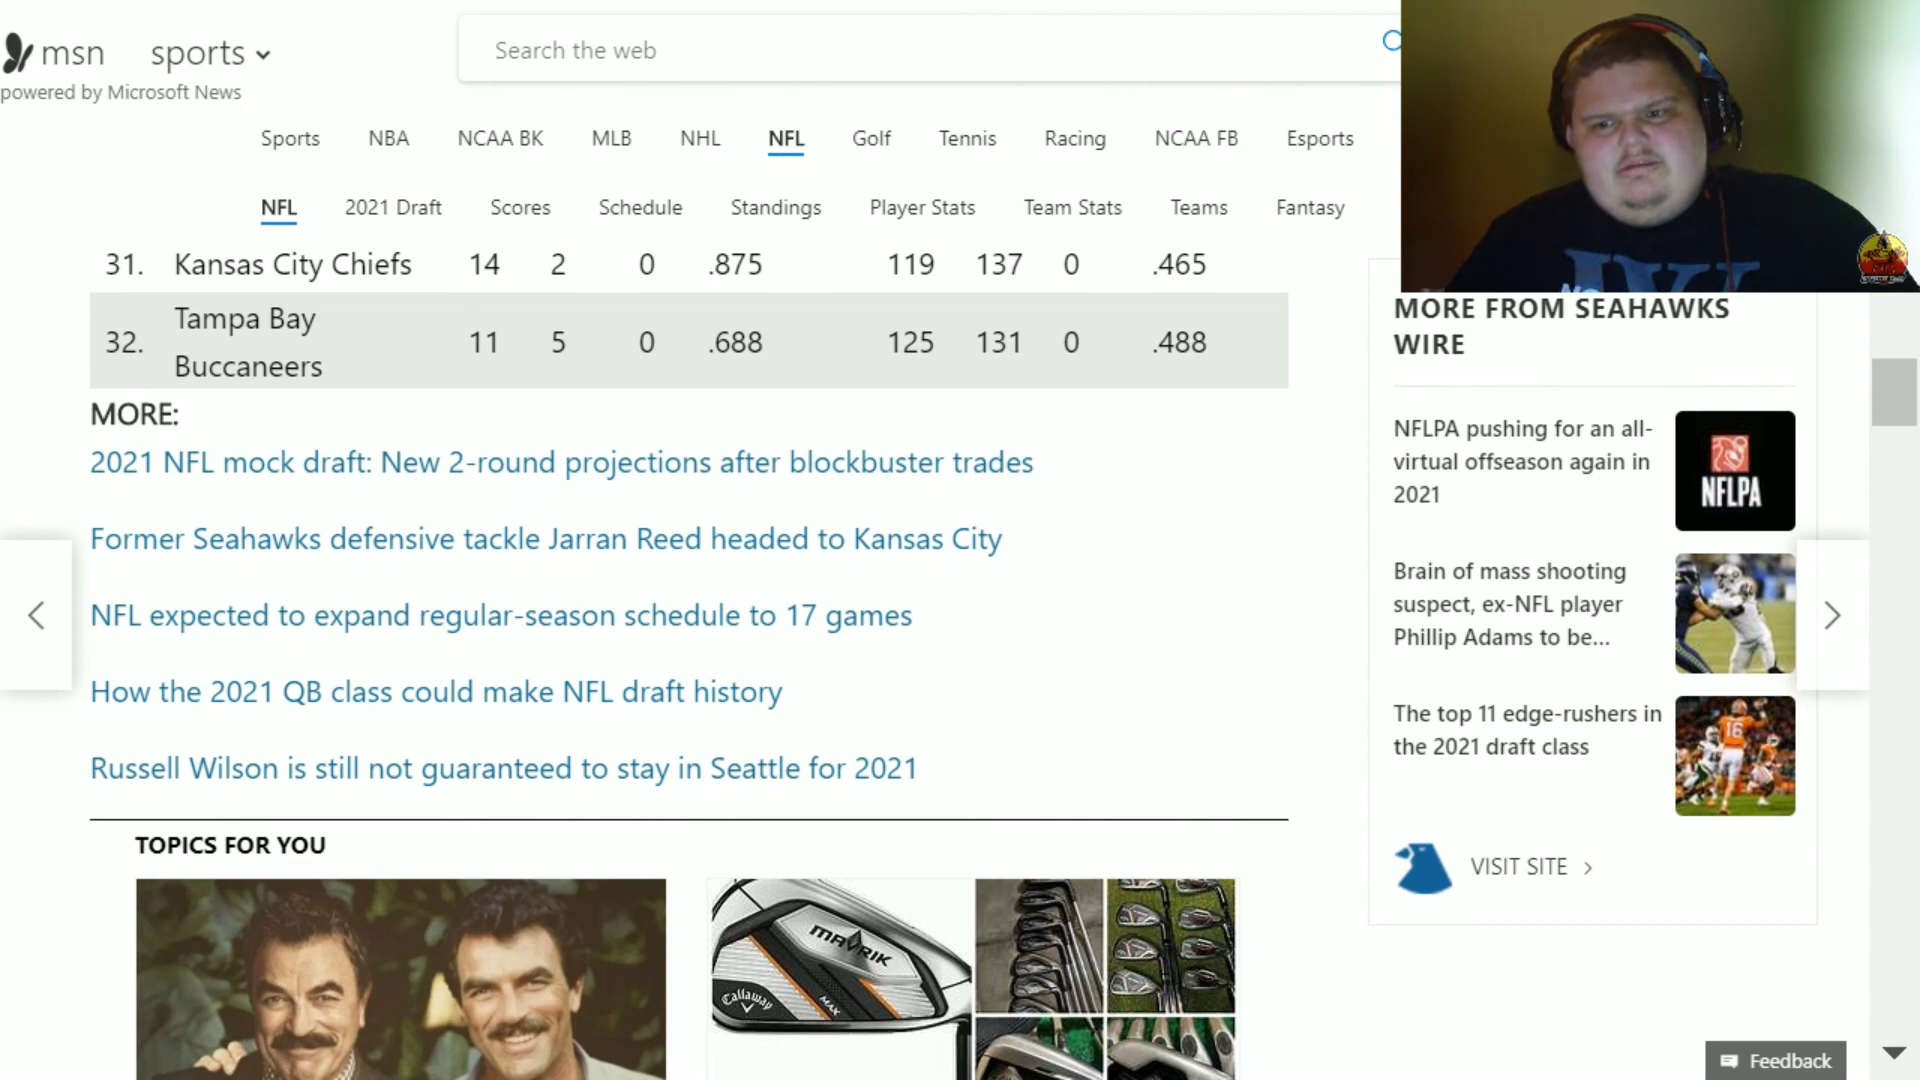 msn sports
powered by Microsoft News
Search the web
Sports NBA NCAA BK MLB NHL NFL Golf Tennis Racing NCAA FB Esports
NFL 2021 Draft Scores Schedule Standings Player Stats Team Stats Teams Fantasy
31. Kansas City Chiefs 14 2 0 .875 119 137 0 .465
32. Tampa Bay Buccaneers 11 5 0 .688 125 131 0 .488
MORE:
2021 NFL mock draft: New 2-round projections after blockbuster trades
Former Seahawks defensive tackle Jarran Reed headed to Kansas City
NFL expected to expand regular-season schedule to 17 games
How the 2021 QB class could make NFL draft history
Russell Wilson is still not guaranteed to stay in Seattle for 2021
TOPICS FOR YOU
MAVRIK
Callaway
MAX
MORE FROM SEAHAWKS
WIRE
NFLPA pushing for an all-
virtual offseason again in
2021
NFLPA
Brain of mass shooting
suspect, ex-NFL player
Phillip Adams to be...
The top 11 edge-rushers in
the 2021 draft class
16
VISIT SITE
Feedback